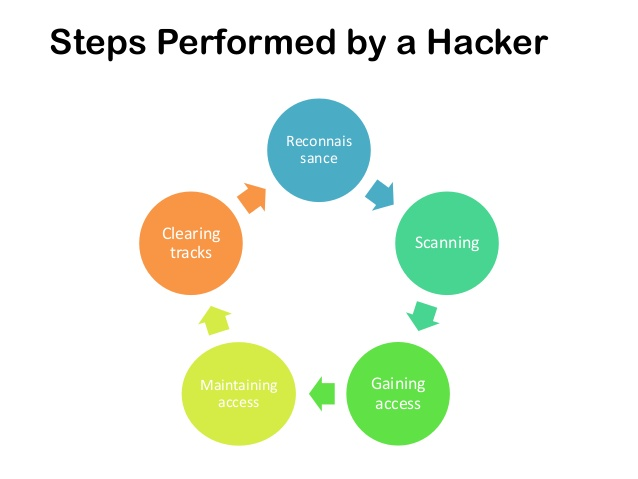 Steps Performed by a Hacker
Reconnais
sance
Scanning
Gaining
access
Maintaining
access
Clearing
tracks